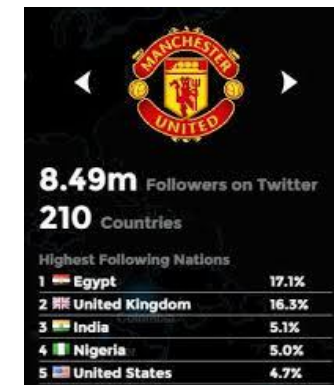 MANCHESTER
UNITED
8.49m Followers on Twitter
210 Countries
Highest Following Nations
1 Egypt 17.1%
2 United Kingdom 16.3%
3 India 5.1%
4 Nigeria 5.0%
5 United States 4.7%